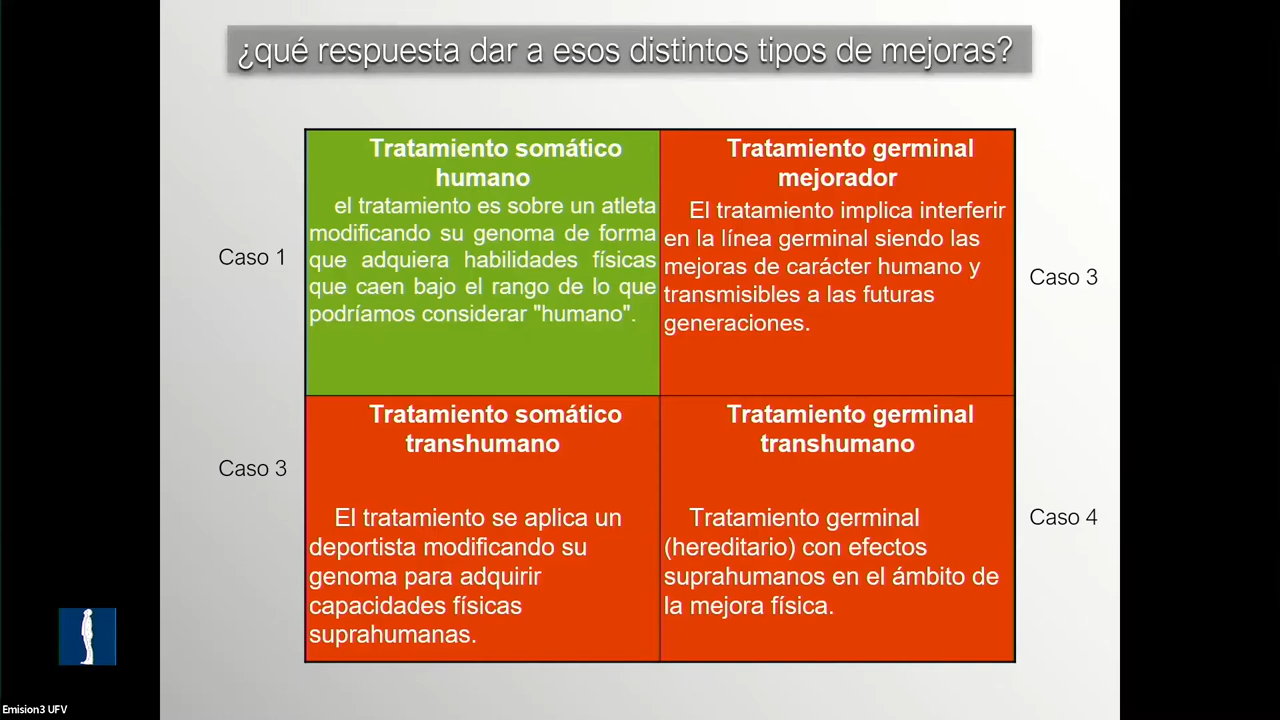 ¿qué respuesta dar a esos distintos tipos de mejoras?
Caso 1
Tratamiento somático
humano
el tratamiento es sobre un atleta
modificando su genoma de forma
que adquiera habilidades físicas
que caen bajo el rango de lo que
podríamos considerar "humano".
Tratamiento germinal
mejorador
El tratamiento implica interferir
en la línea germinal siendo las
mejoras de carácter humano y
transmisibles a las futuras
generaciones.
Caso 3
Caso 3
Tratamiento somático
transhumano
El tratamiento se aplica un
deportista modificando su
genoma para adquirir
capacidades físicas
suprahumanas.
Tratamiento germinal
transhumano
Tratamiento germinal
(hereditario) con efectos
suprahumanos en el ámbito de
la mejora física.
Caso 4
Emision3 UFV